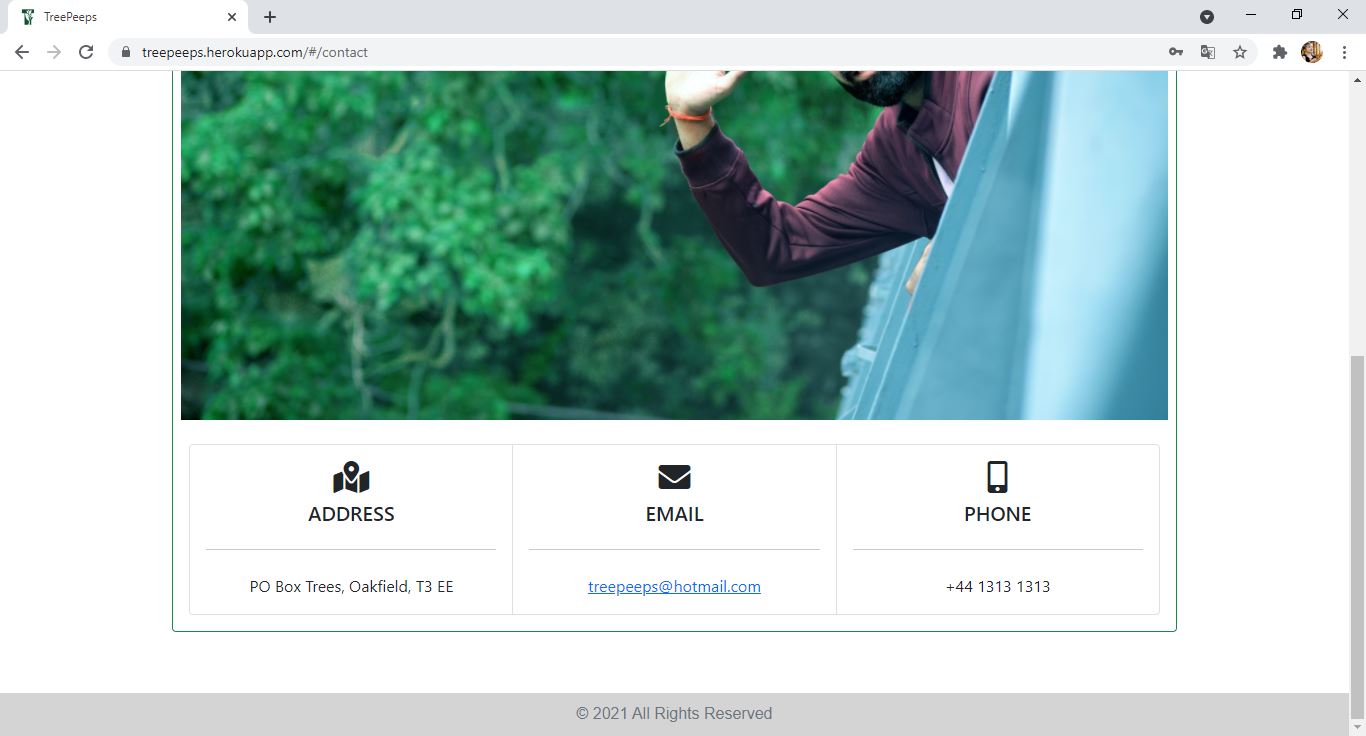 TreePeeps
treepeeps.herokuapp.com/#/contact
ADDRESS
EMAIL
PHONE
PO Box Trees, Oakfield, T3 EE
treepeeps@hotmail.com
+44 1313 1313
© 2021 All Rights Reserved